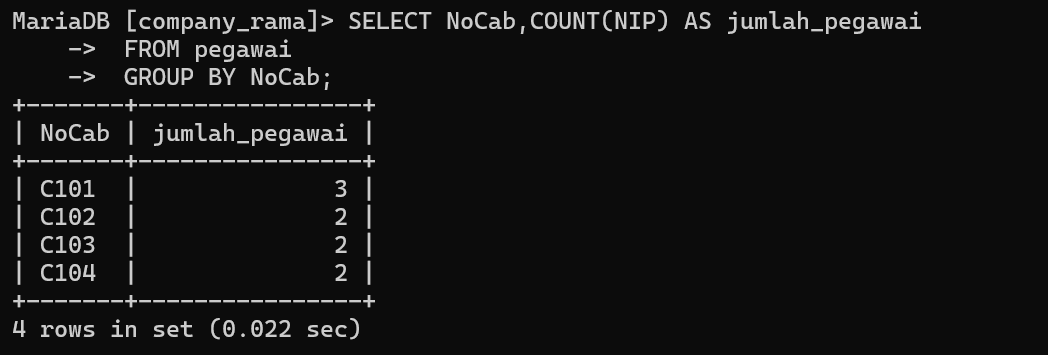 MariaDB [company_rama]> SELECT NoCab,COUNT(NIP) AS jumlah_pegawai
    ->  FROM pegawai
    ->  GROUP BY NoCab;
+-------+----------------+
| NoCab | jumlah_pegawai |
+-------+----------------+
| C101  |              3 |
| C102  |              2 |
| C103  |              2 |
| C104  |              2 |
+-------+----------------+
4 rows in set (0.022 sec)